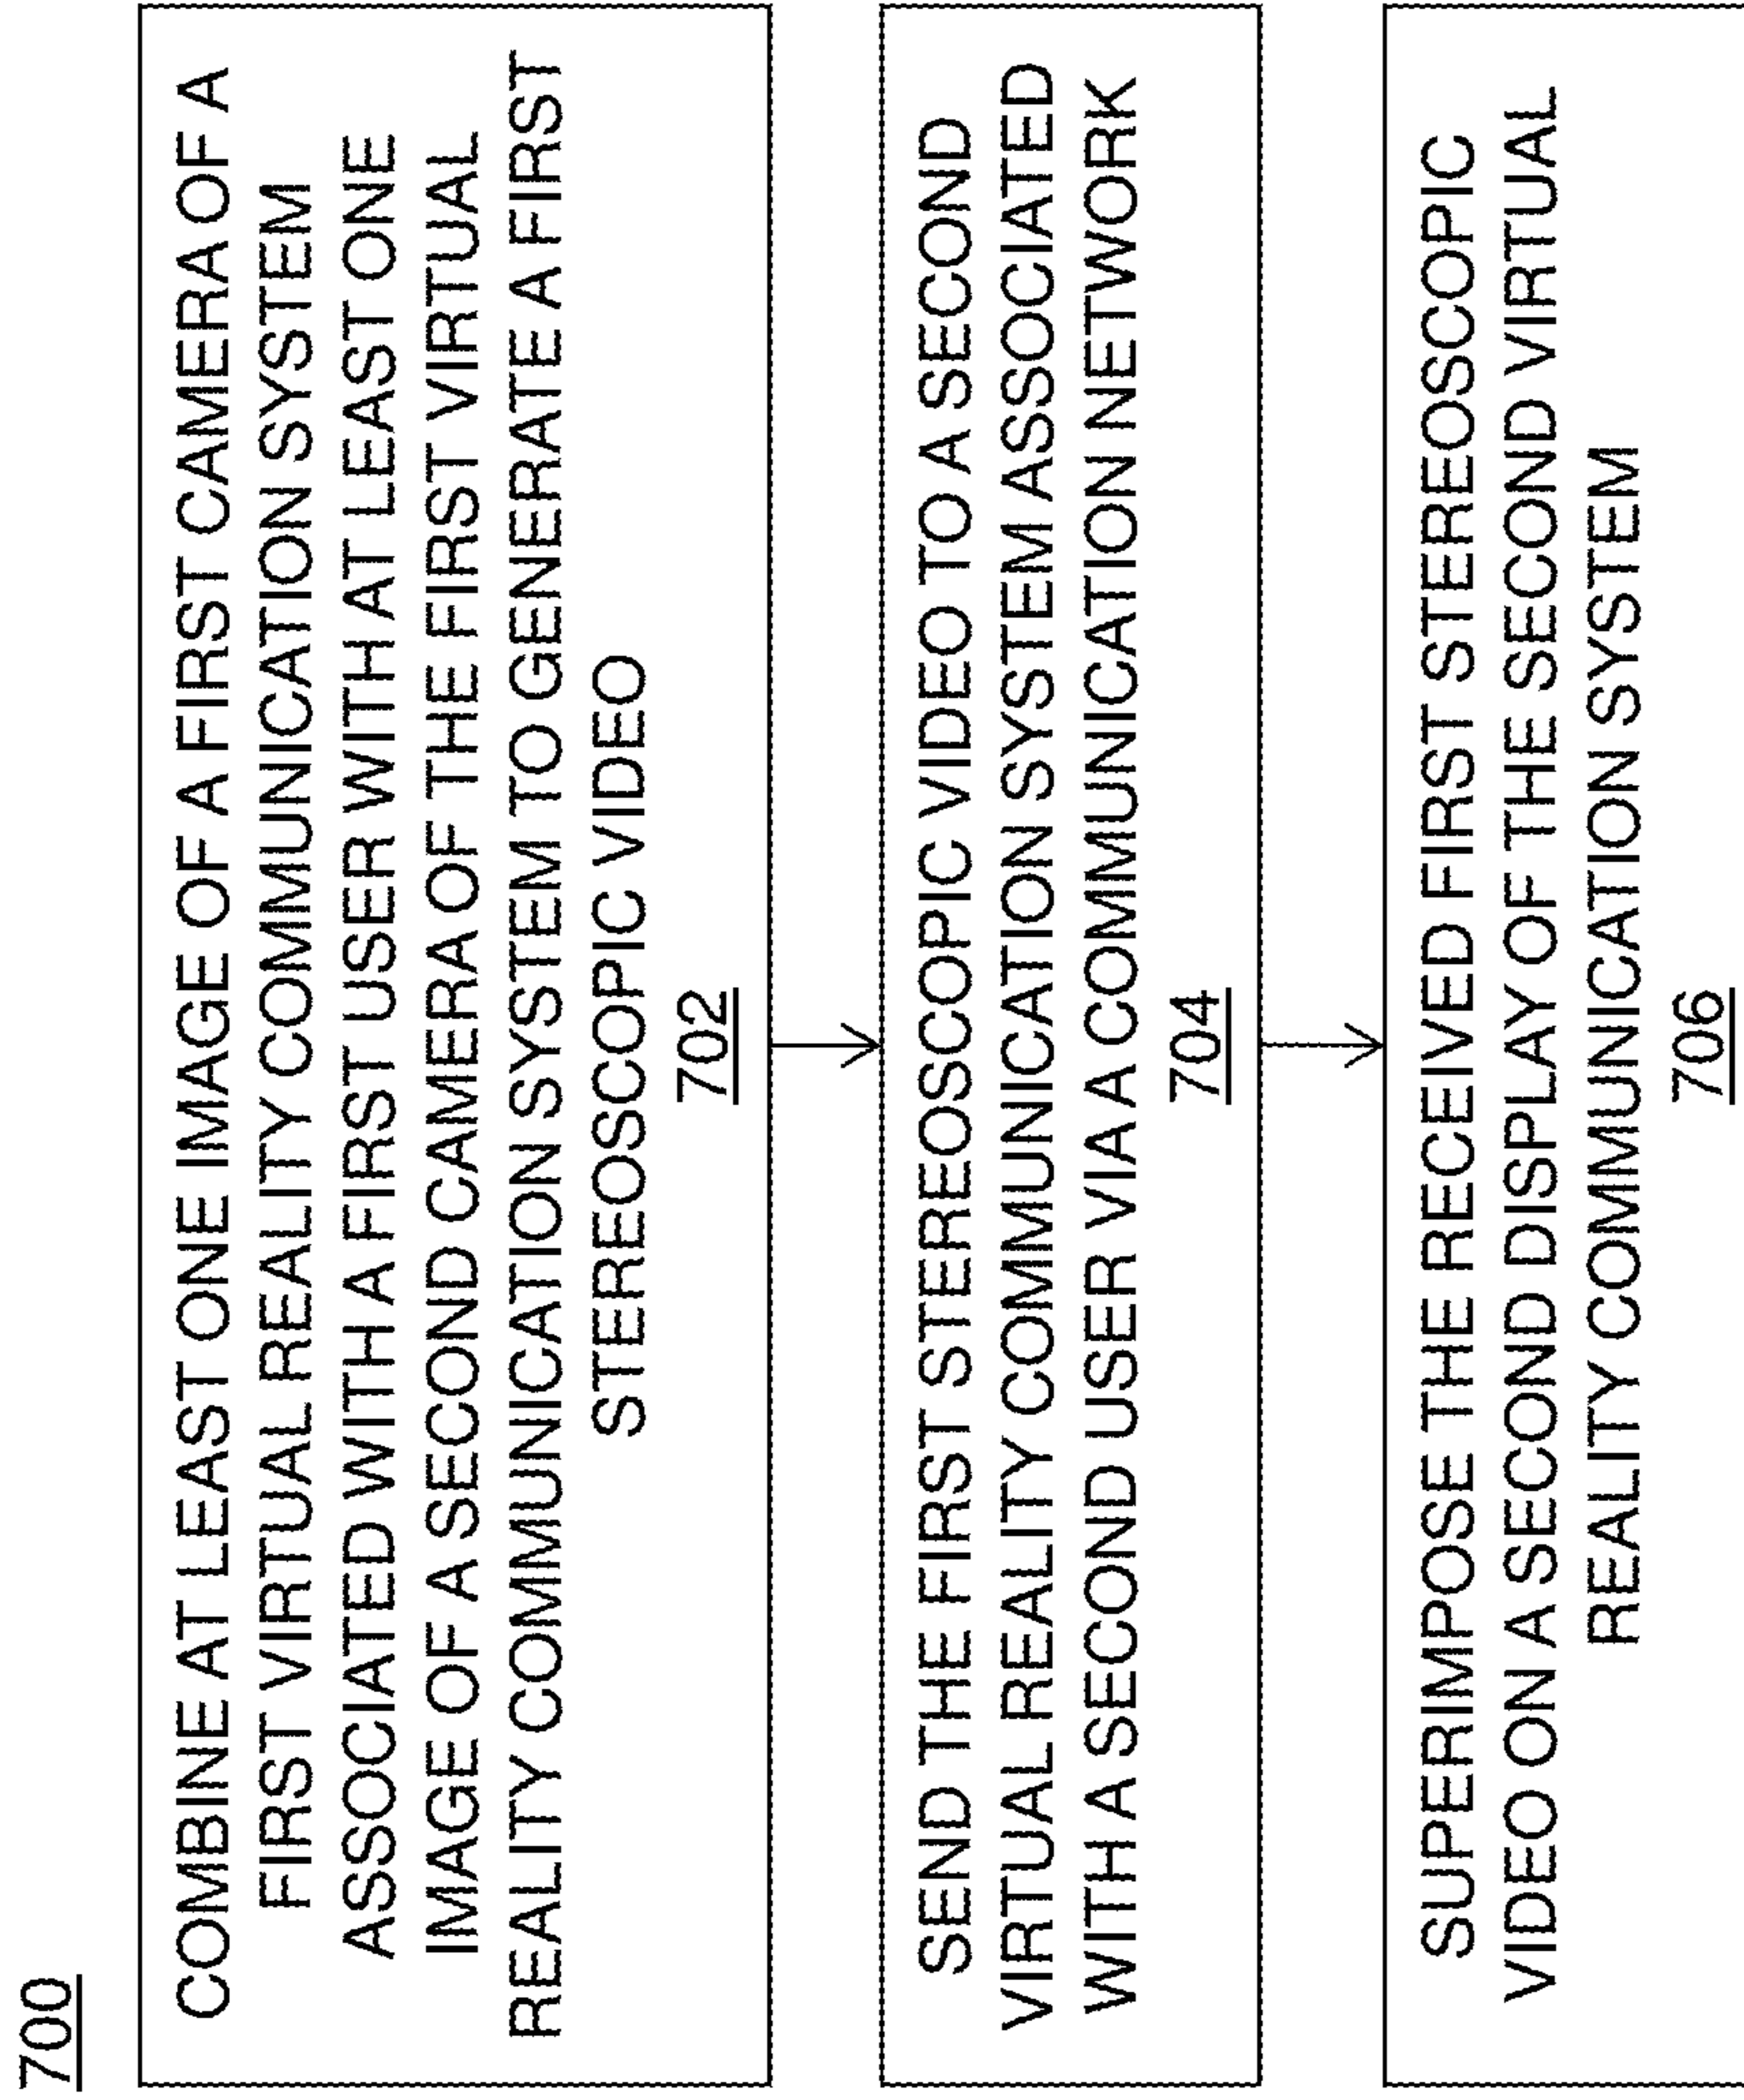 700
COMBINE AT LEAST ONE IMAGE OF A FIRST CAMERA OF A
FIRST VIRTUAL REALITY COMMUNICATION SYSTEM
ASSOCIATED WITH A FIRST USER WITH AT LEAST ONE
IMAGE OF A SECOND CAMERA OF THE FIRST VIRTUAL
REALITY COMMUNICATION SYSTEM TO GENERATE A FIRST
STEREOSCOPIC VIDEO
702
SEND THE FIRST STEREOSCOPIC VIDEO TO A SECOND
VIRTUAL REALITY COMMUNICATION SYSTEM ASSOCIATED
WITH A SECOND USER VIA A COMMUNICATION NETWORK
704
SUPERIMPOSE THE RECEIVED FIRST STEREOSCOPIC
VIDEO ON A SECOND DISPLAY OF THE SECOND VIRTUAL
REALITY COMMUNICATION SYSTEM
706